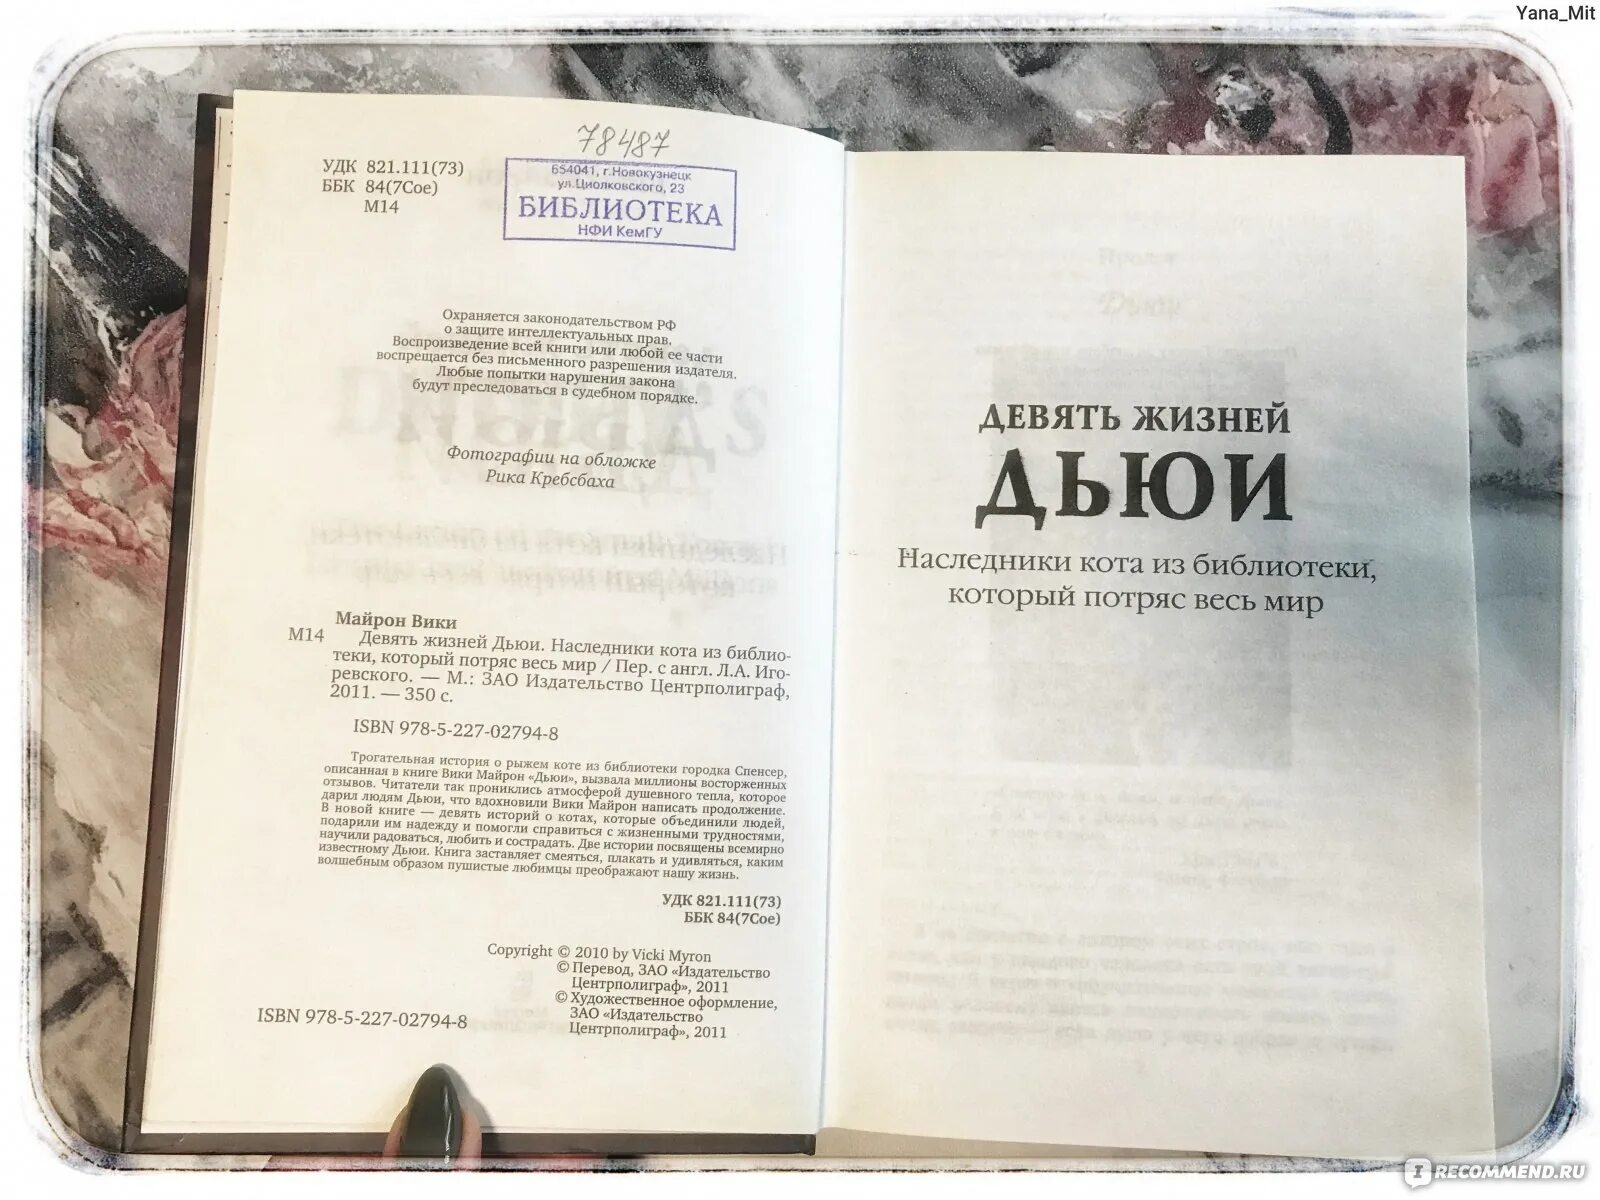 Yana_Mit
78487
УДК 821.111(73)
ББК 84(7Сое)
М14
654041, г.Новокузнецк
ул.Циолковского, 23
БИБЛИОТЕКА
НФИ КемГУ
Охраняется законодательством РФ
о защите интеллектуальных прав.
Воспроизведение всей книги или любой ее части
воспрещается без письменного разрешения издателя.
Любые попытки нарушения закона
будут преследоваться в судебном порядке.
Фотографии на обложке
Рика Кребсбаха
Майрон Вики
М14 Девять жизней Дьюи. Наследники кота из библио-
теки, который потряс весь мир / Пер. с англ. Л.А. Иго-
ревского. — М.: ЗАО Издательство Центрполиграф,
2011. — 350 с.
ISBN 978-5-227-02794-8
Трогательная история о рыжем коте из библиотеки городка Спенсер,
описанная в книге Вики Майрон «Дьюи», вызвала миллионы восторженных
отзывов. Читатели так прониклись атмосферой душевного тепла, которое
дарил людям Дьюи, что вдохновили Вики Майрон написать продолжение.
В новой книге — девять историй о котах, которые объединили людей,
подарили им надежду и помогли справиться с жизненными трудностями,
научили радоваться, любить и сострадать. Две истории посвящены всемирно
известному Дьюи. Книга заставляет смеяться, плакать и удивляться, каким
волшебным образом пушистые любимцы преображают нашу жизнь.
УДК 821.111(73)
ББК 84(7Сое)
Copyright © 2010 by Vicki Myron
© Перевод, ЗАО «Издательство
Центрполиграф», 2011
© Художественное оформление,
ЗАО «Издательство
Центрполиграф», 2011
ISBN 978-5-227-02794-8
ДЕВЯТЬ ЖИЗНЕЙ
ДЬЮИ
Наследники кота из библиотеки,
который потряс весь мир
IRECOMMEND.RU